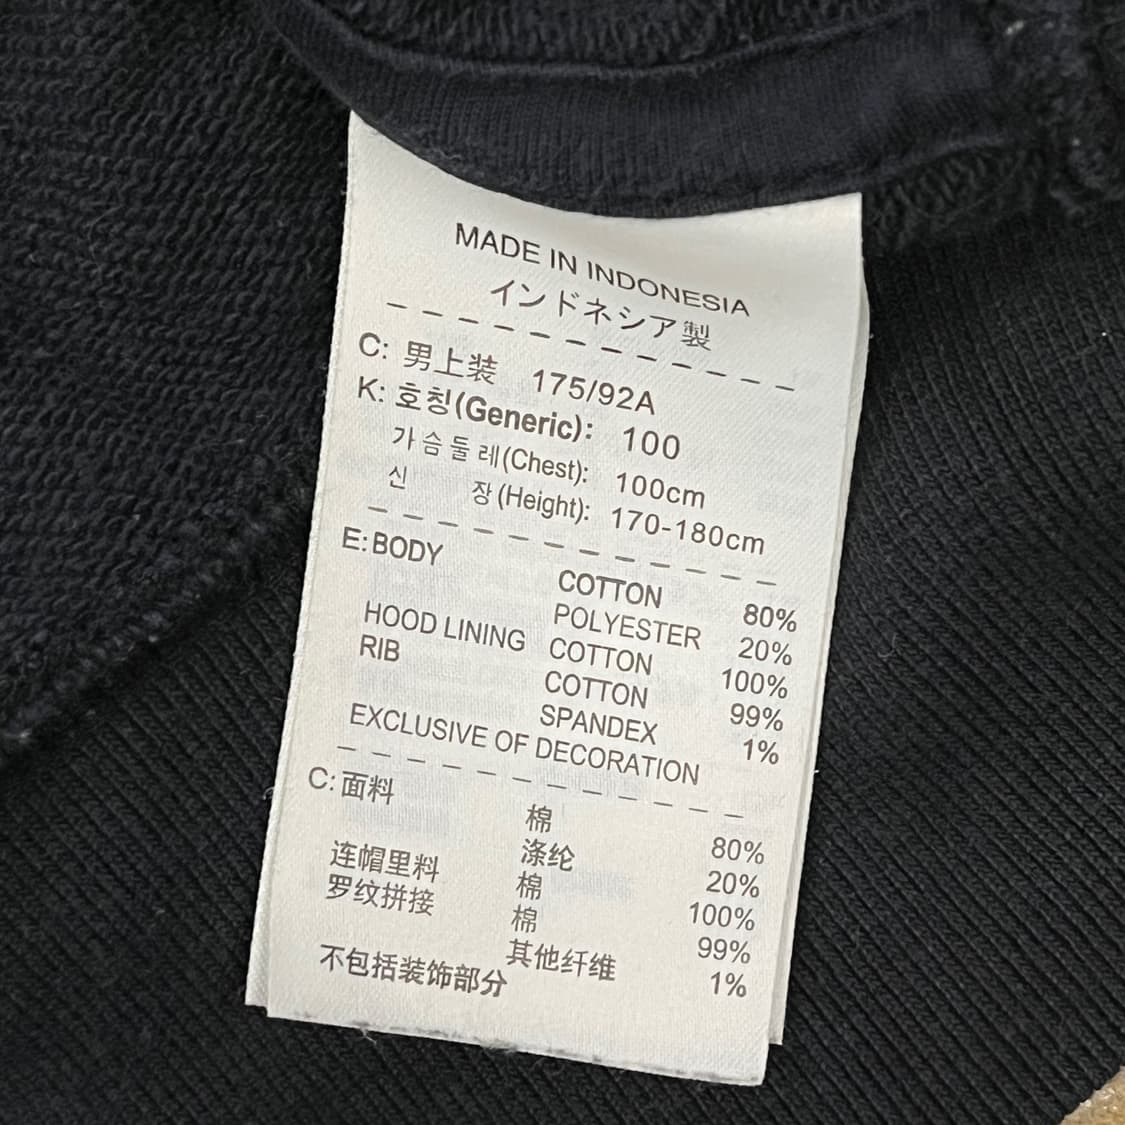 MADE IN INDONESIA
インドネシア製
C: 男上装 175/92A
K: 호칭(Generic): 100
가슴둘레(Chest): 100cm
신 장(Height): 170-180cm
E: BODY COTTON 80%
POLYESTER 20%
HOOD LINING COTTON 100%
RIB COTTON 99%
SPANDEX 1%
EXCLUSIVE OF DECORATION
C: 面料 棉 80%
涤纶 20%
连帽里料 棉 100%
罗纹拼接 棉 99%
其他纤维 1%
不包括装饰部分